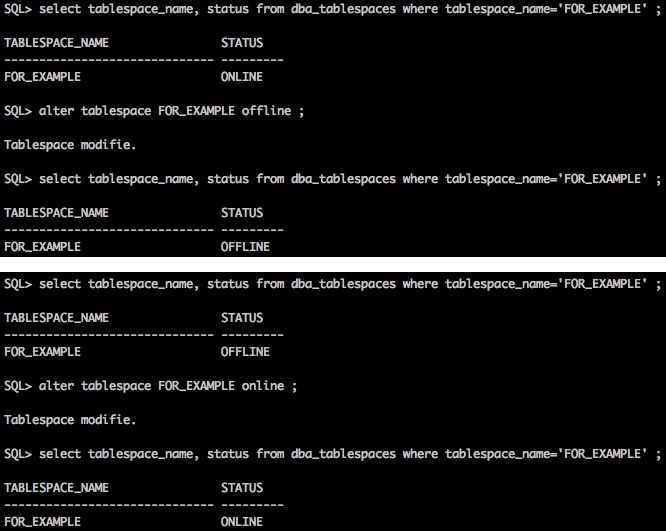 SQL> select tablespace_name, status from dba_tablespaces where tablespace_name='FOR_EXAMPLE' ;
TABLESPACE_NAME                STATUS
------------------------------ ---------
FOR_EXAMPLE                    ONLINE
SQL> alter tablespace FOR_EXAMPLE offline ;
Tablespace modifie.
SQL> select tablespace_name, status from dba_tablespaces where tablespace_name='FOR_EXAMPLE' ;
TABLESPACE_NAME                STATUS
------------------------------ ---------
FOR_EXAMPLE                    OFFLINE
SQL> select tablespace_name, status from dba_tablespaces where tablespace_name='FOR_EXAMPLE' ;
TABLESPACE_NAME                STATUS
------------------------------ ---------
FOR_EXAMPLE                    OFFLINE
SQL> alter tablespace FOR_EXAMPLE online ;
Tablespace modifie.
SQL> select tablespace_name, status from dba_tablespaces where tablespace_name='FOR_EXAMPLE' ;
TABLESPACE_NAME                STATUS
------------------------------ ---------
FOR_EXAMPLE                    ONLINE